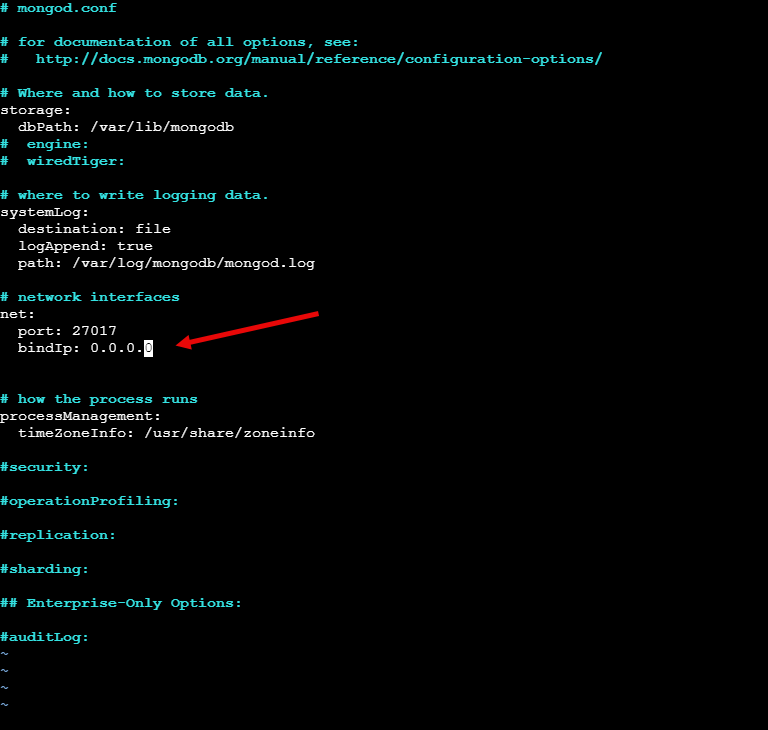 # mongod.conf
# for documentation of all options, see:
#   http://docs.mongodb.org/manual/reference/configuration-options/
# Where and how to store data.
storage:
  dbPath: /var/lib/mongodb
#  engine:
#  wiredTiger:
# where to write logging data.
systemLog:
  destination: file
  logAppend: true
  path: /var/log/mongodb/mongod.log
# network interfaces
net:
  port: 27017
  bindIp: 0.0.0.0
# how the process runs
processManagement:
  timeZoneInfo: /usr/share/zoneinfo
#security:
#operationProfiling:
#replication:
#sharding:
## Enterprise-Only Options:
#auditLog:
~
~
~
~